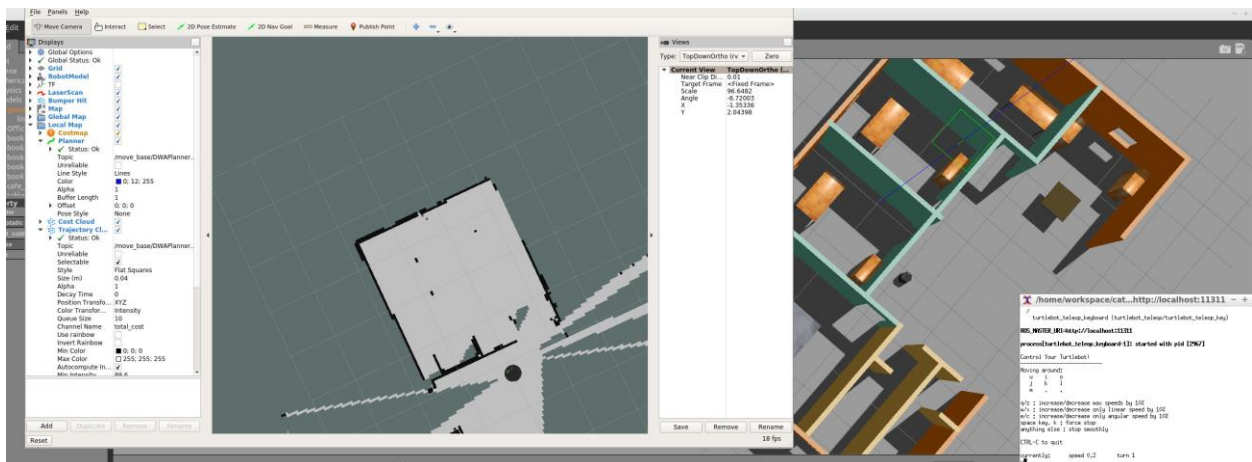 File Panels Help
Move Camera Interact Select 2D Pose Estimate 2D Nav Goal Measure Publish Point
Displays
Global Options
Global Status: Ok
Grid
RobotModel
TF
LaserScan
Bumper Hit
Map
Global Map
Local Map
Costmap
Planner
Status: Ok
Topic /move_base/DWAPlanner...
Unreliable
Line Style Lines
Color 0; 12; 255
Alpha 1
Buffer Length 1
Offset 0; 0; 0
Pose Style None
Cost Cloud
Trajectory Cl...
Status: Ok
Topic /move_base/DWAPlanner...
Unreliable
Selectable
Style Flat Squares
Size (m) 0.04
Alpha 1
Decay Time 0
Position Transfo... XYZ
Color Transfor... Intensity
Queue Size 10
Channel Name total_cost
Use rainbow
Invert Rainbow
Min Color 0; 0; 0
Max Color 255; 255; 255
Autocompute In...
Min Intensity 89.6
Add Duplicate Remove Rename
Reset
Views
Type: TopDownOrtho (rv Zero
Current View TopDownOrtho (...
Near Clip Di... 0.01
Target Frame <Fixed Frame>
Scale 96.6482
Angle -6.72003
X -1.35336
Y 2.04398
Save Remove Rename
18 fps
/home/workspace/cat...http://localhost:11311
/
turtlebot_teleop_keyboard (turtlebot_teleop/turtlebot_teleop_key)
ROS_MASTER_URI=http://localhost:11311
process[turtlebot_teleop_keyboard-1]: started with pid [2967]
Control Your Turtlebot!
---------------------------
Moving around:
u i o
j k l
m , .
q/z : increase/decrease max speeds by 10%
w/x : increase/decrease only linear speed by 10%
e/c : increase/decrease only angular speed by 10%
space key, k : force stop
anything else : stop smoothly
CTRL-C to quit
currently: speed 0.2 turn 1